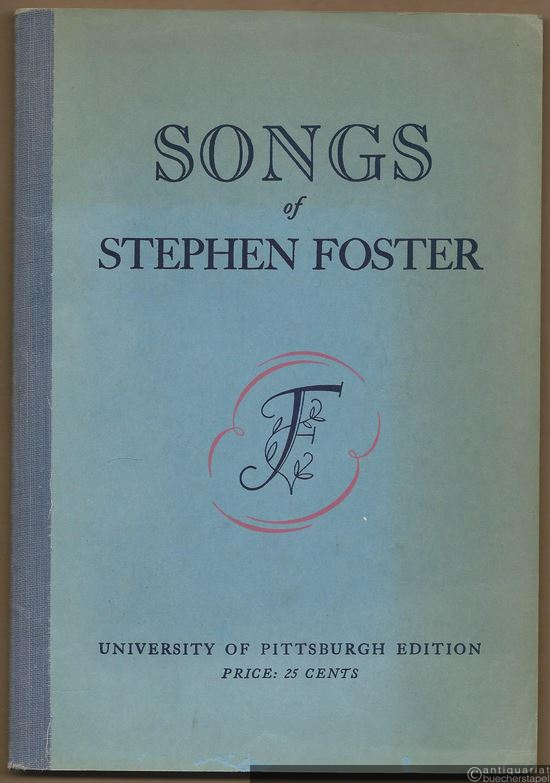 SONGS
of
STEPHEN FOSTER
F
UNIVERSITY OF PITTSBURGH EDITION
PRICE: 25 CENTS
©antiquariat
buecherstapel